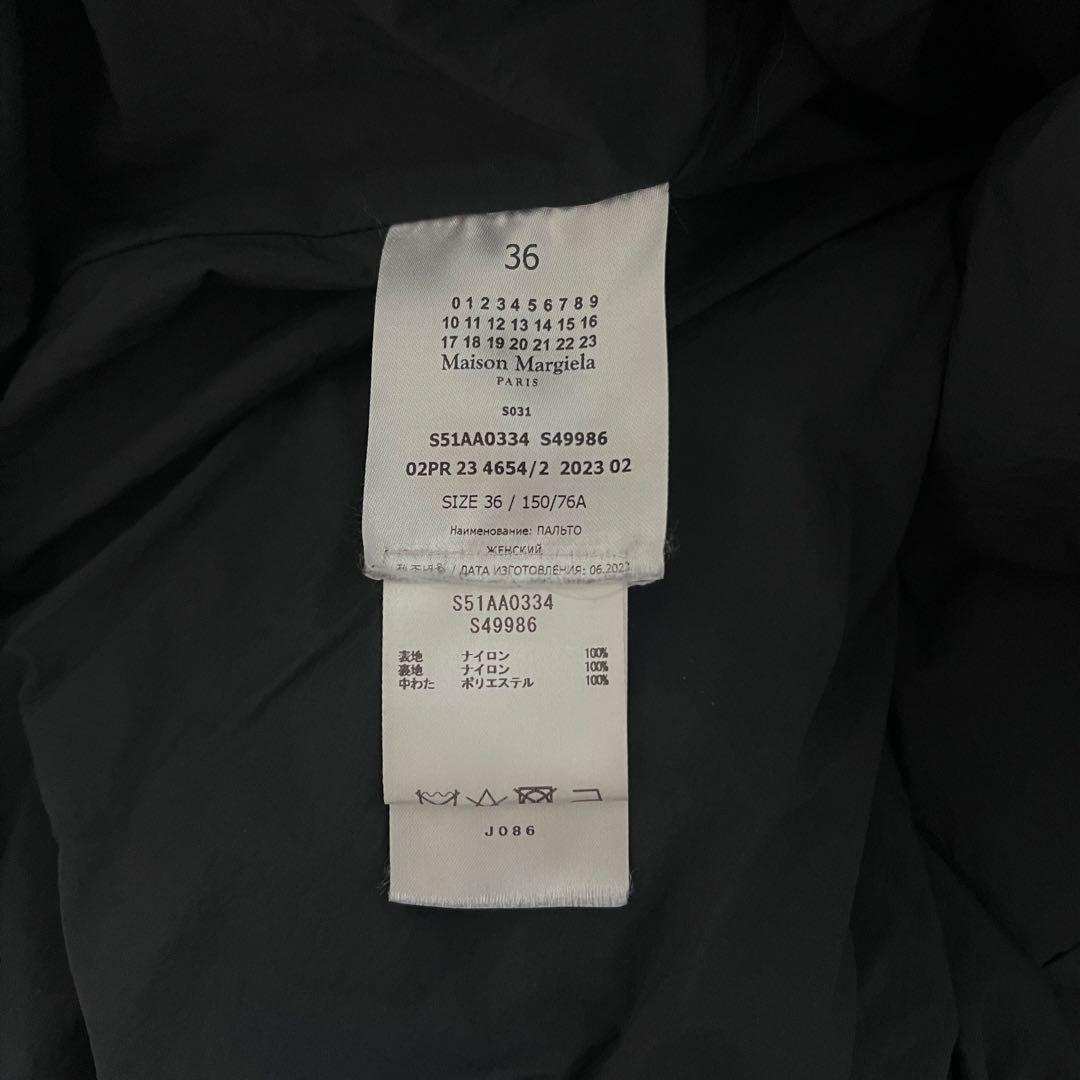 36
0 1 2 3 4 5 6 7 8 9
10 11 12 13 14 15 16
17 18 19 20 21 22 23
Maison Margiela
PARIS
S031
S51AA0334 S49986
02PR 23 4654/2 2023 02
SIZE 36 / 150/76A
Наименование: ПАЛЬТО
ЖЕНСКИЙ
/ ДАТА ИЗГОТОВЛЕНИЯ:
S51AA0334
S49986
表地 ナイロン 100%
裏地 ナイロン 100%
中わた ポリエステル 100%
J086